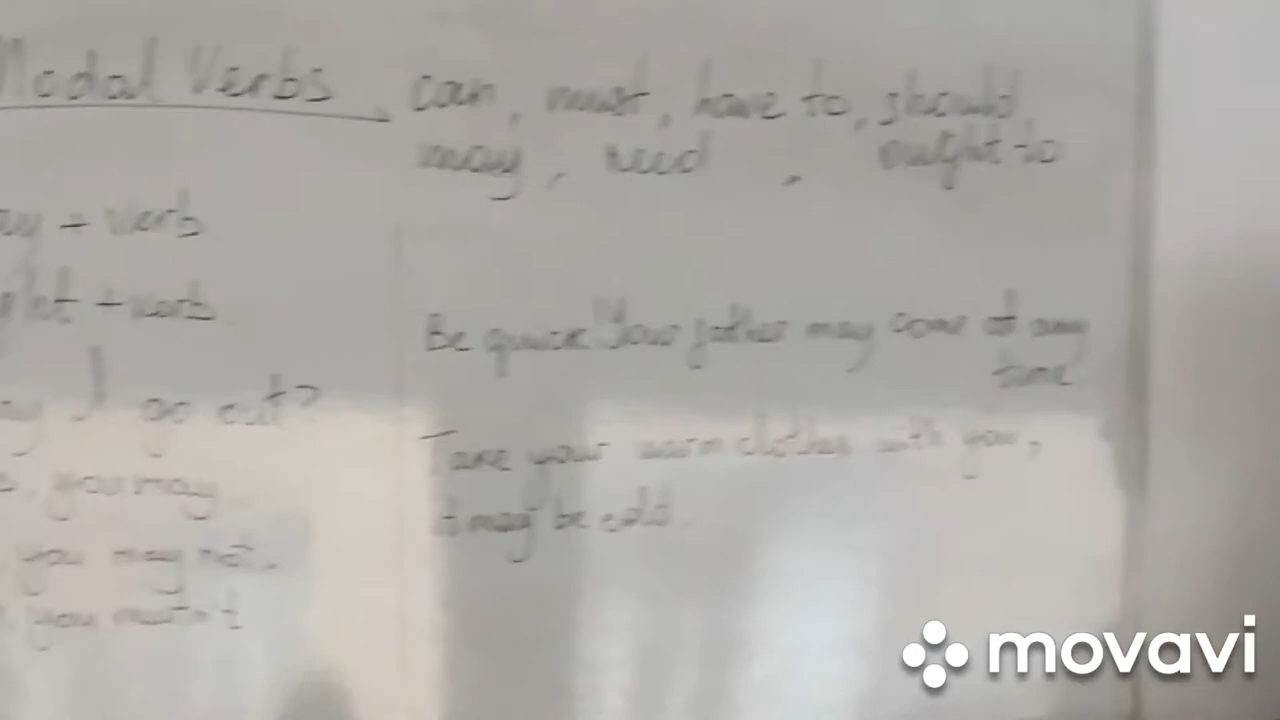 Modal Verbs
can, must, have to, should,
may, need, ought to
+ verb
+ verb
I go out?
you may
you may not.
you mustn't
Be quick! Your father may come at any
time
Take your warm clothes with you,
it may be cold.
movavi